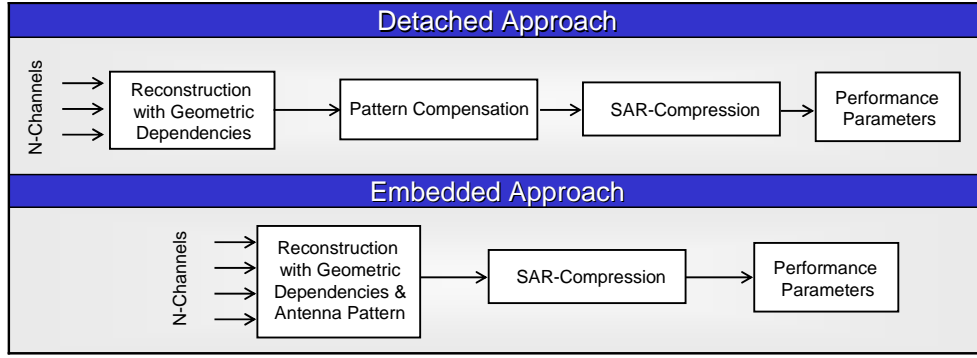 Detached Approach
N-Channels
Reconstruction
with Geometric
Dependencies
Pattern Compensation
SAR-Compression
Performance
Parameters
Embedded Approach
N-Channels
Reconstruction
with Geometric
Dependencies &
Antenna Pattern
SAR-Compression
Performance
Parameters